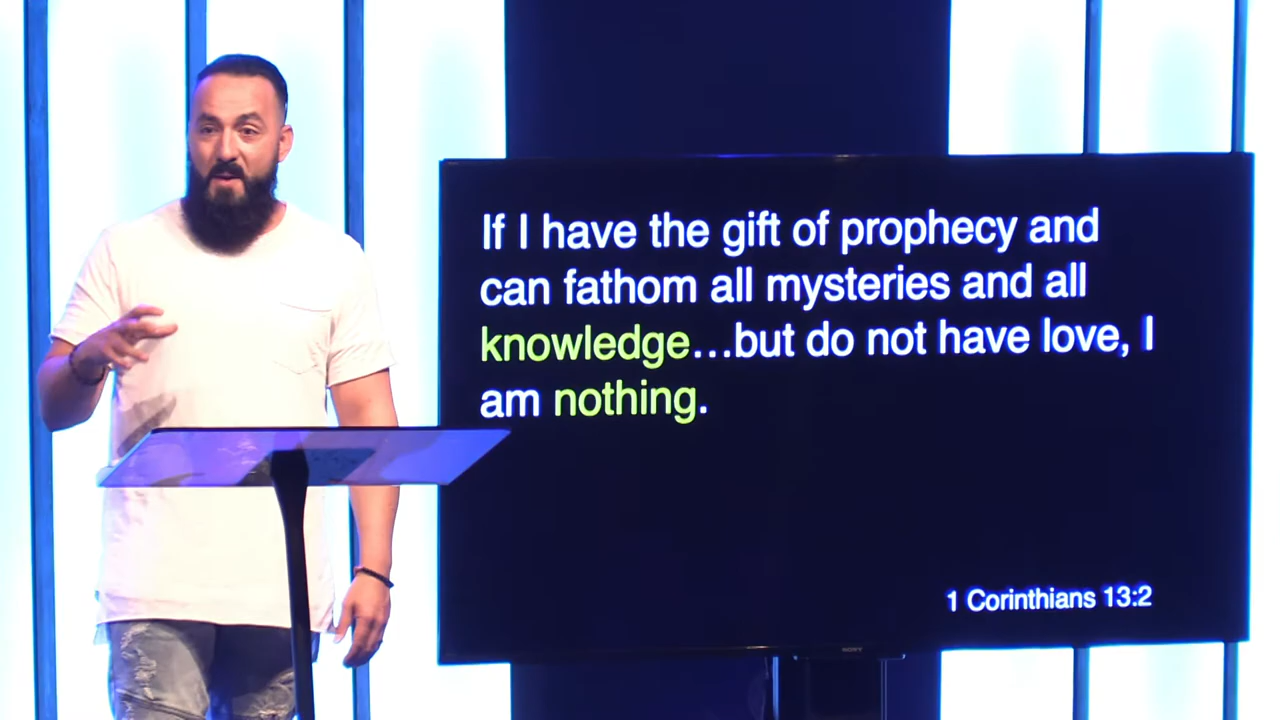 If I have the gift of prophecy and
can fathom all mysteries and all
knowledge...but do not have love, I
am nothing.
1 Corinthians 13:2
SONY